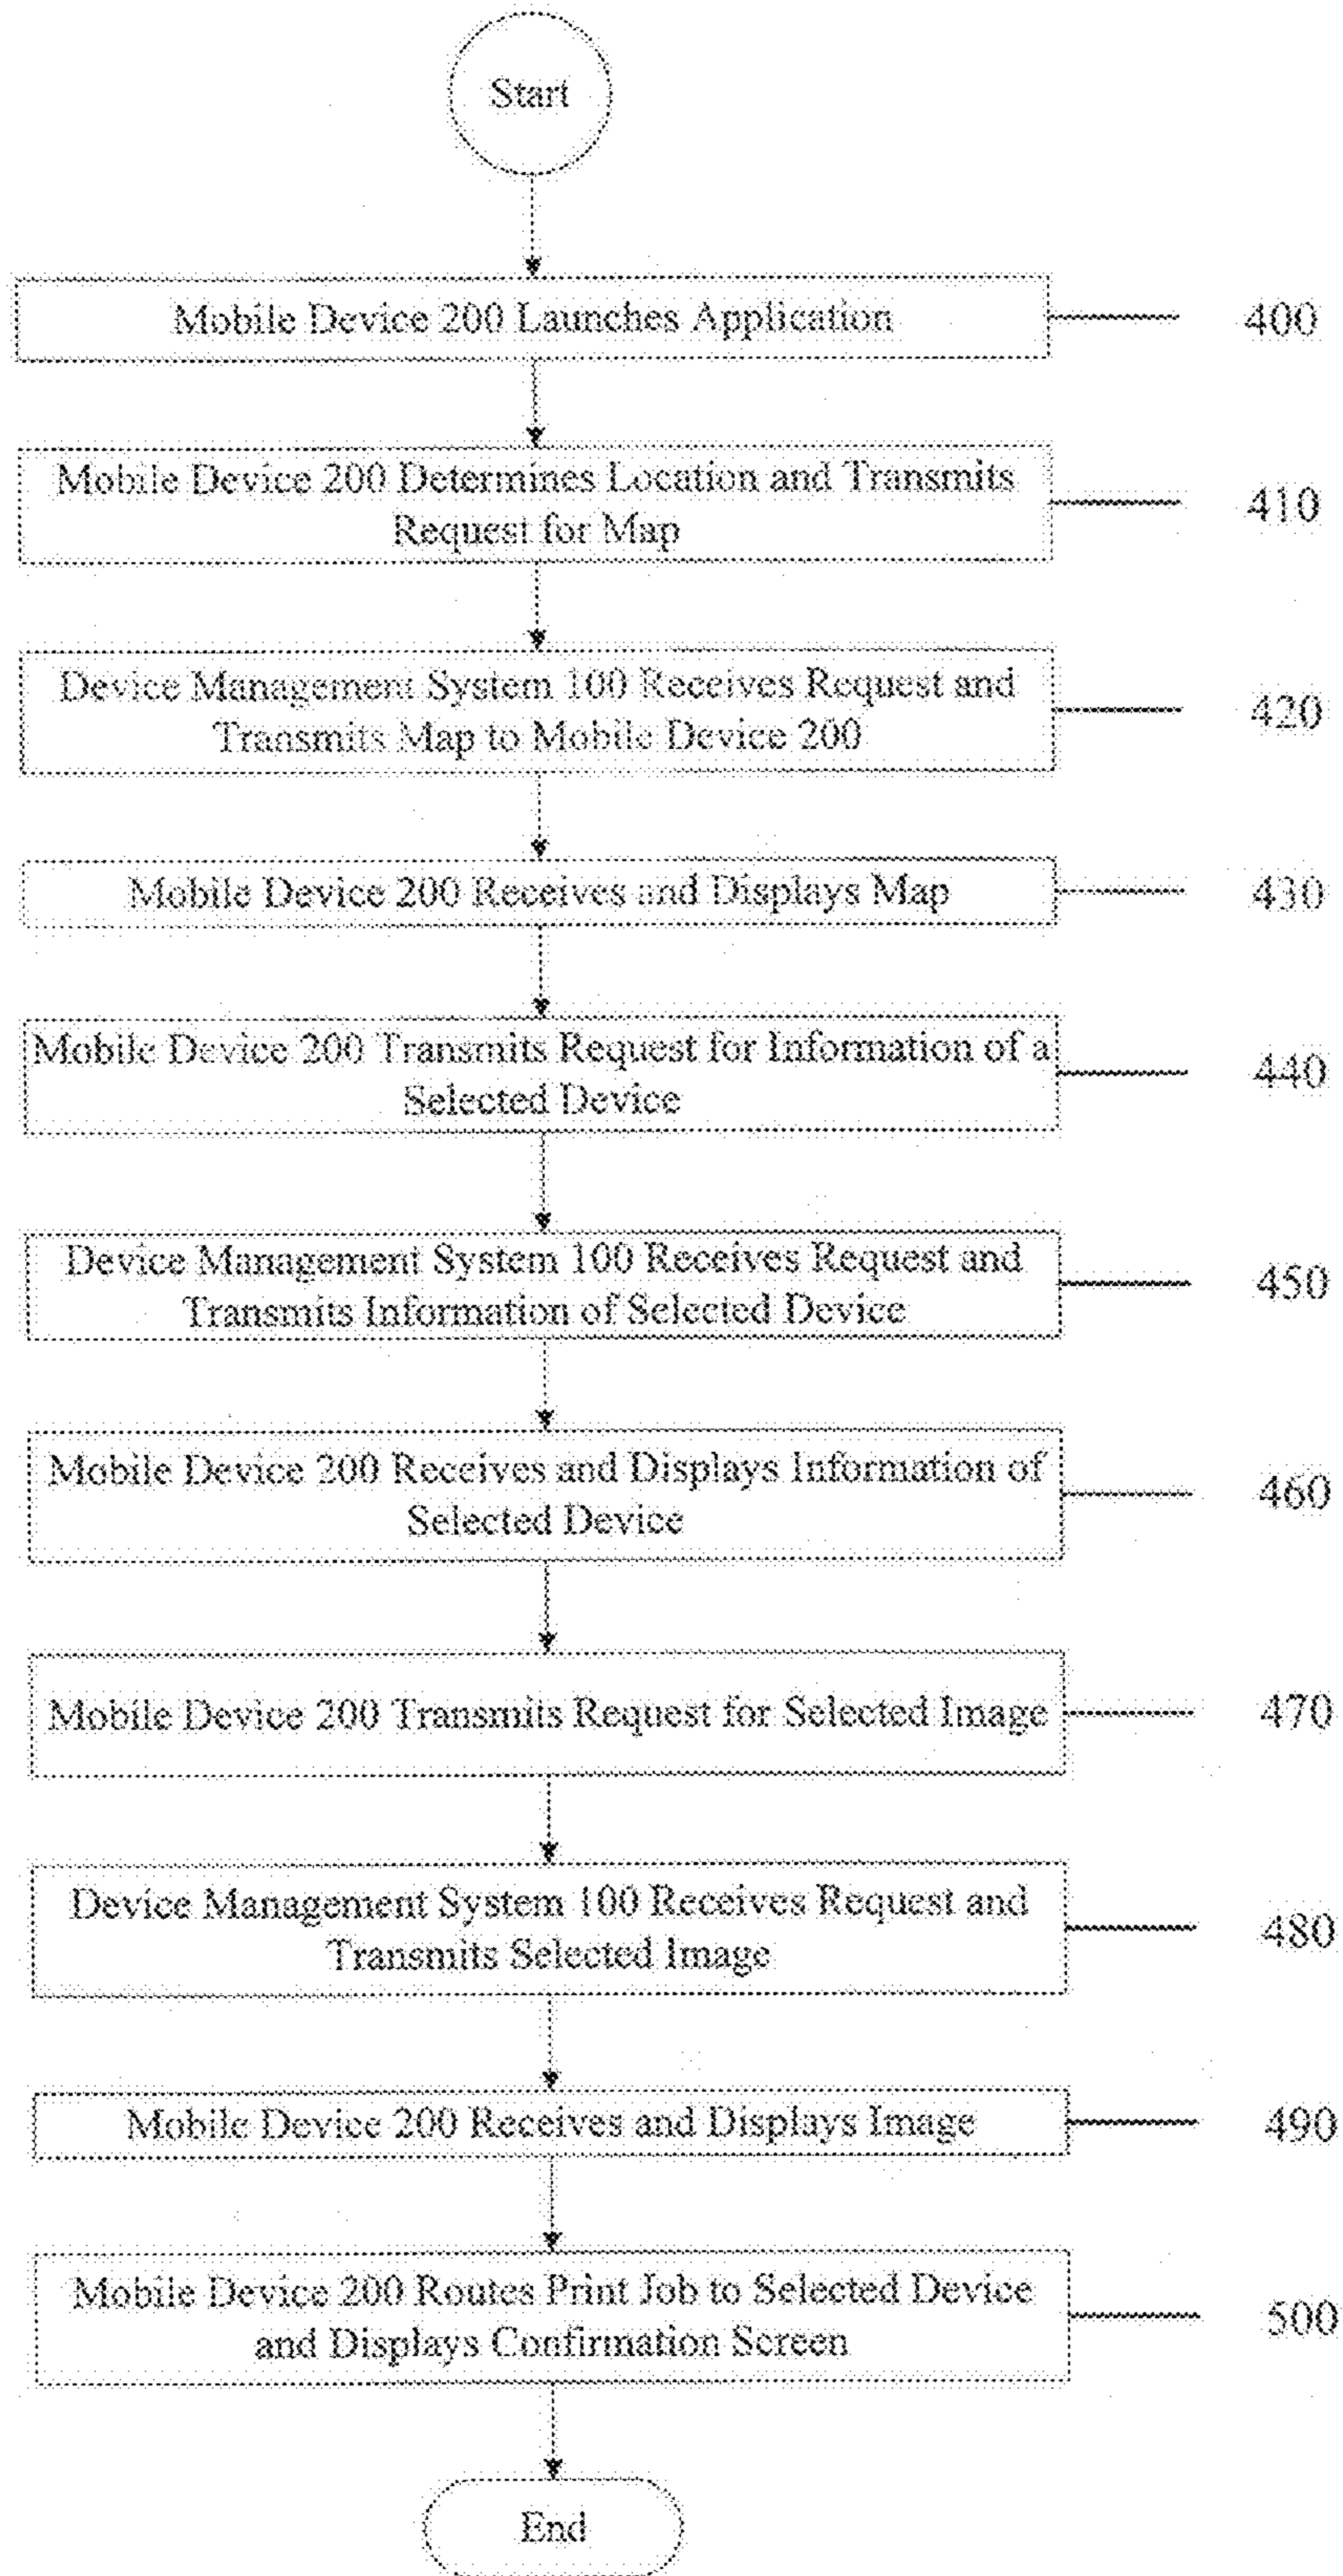 Start
Mobile Device 200 Launches Application
400
Mobile Device 200 Determines Location and Transmits
Request for Map
410
Device Management System 100 Receives Request and
Transmits Map to Mobile Device 200
420
Mobile Device 200 Receives and Displays Map
430
Mobile Device 200 Transmits Request for Information of a
Selected Device
440
Device Management System 100 Receives Request and
Transmits Information of Selected Device
450
Mobile Device 200 Receives and Displays Information of
Selected Device
460
Mobile Device 200 Transmits Request for Selected Image
470
Device Management System 100 Receives Request and
Transmits Selected Image
480
Mobile Device 200 Receives and Displays Image
490
Mobile Device 200 Routes Print Job to Selected Device
and Displays Confirmation Screen
500
End